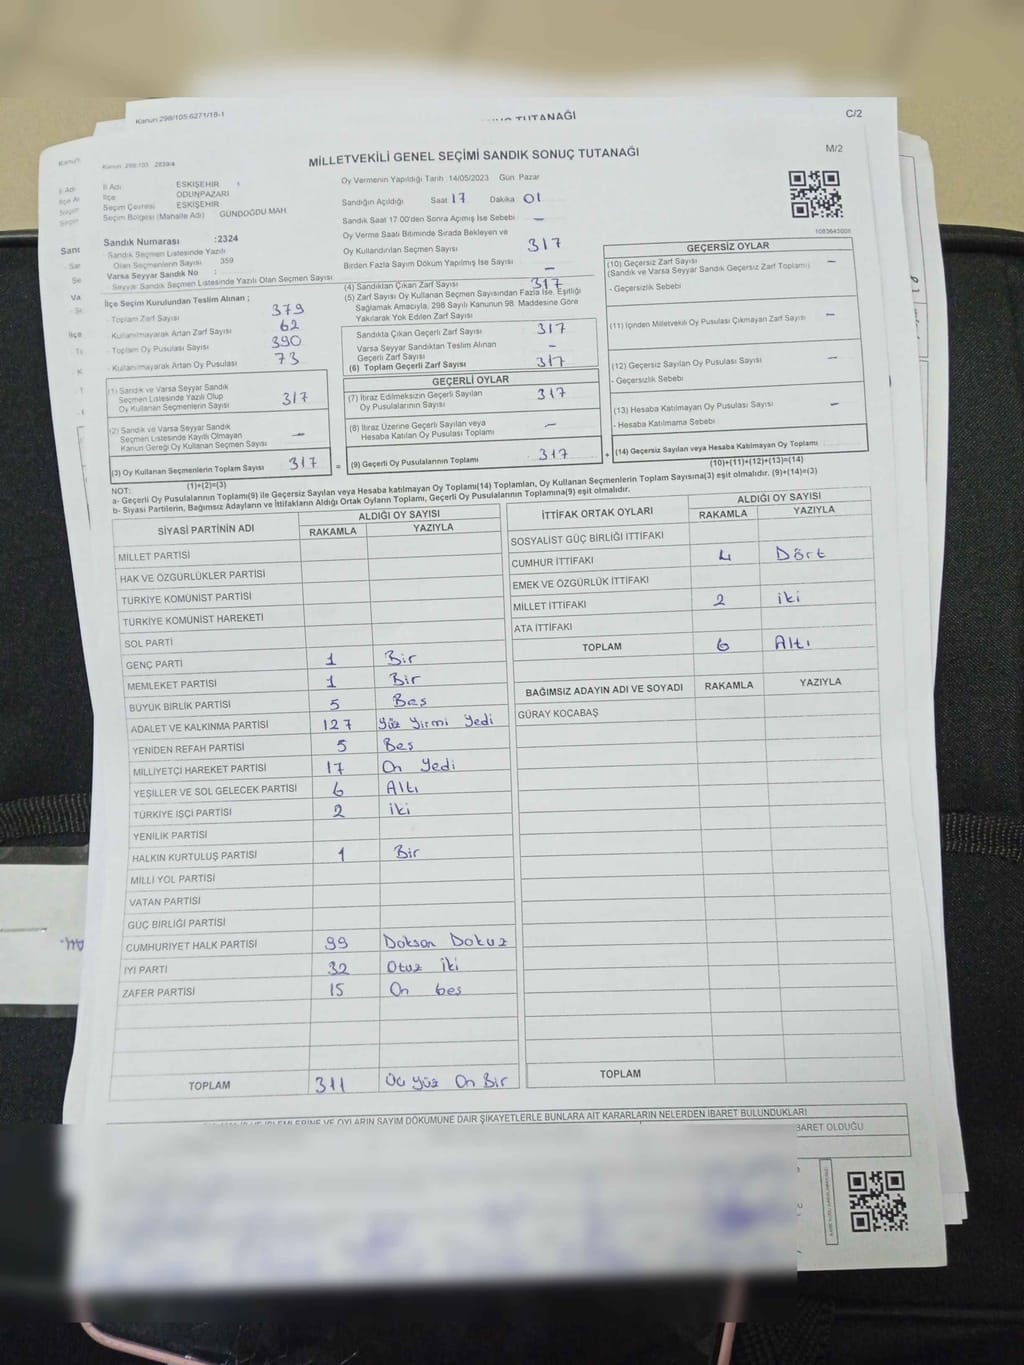 Kanun 298/105 6271/18-1
TUTANAĞI
C/2
Kanun 298/103 2839/4
MİLLETVEKİLİ GENEL SEÇİMİ SANDIK SONUÇ TUTANAĞI
M/2
İl Adı ESKİŞEHİR
İlçe ODUNPAZARI
Seçim Çevresi ESKİŞEHİR
Seçim Bölgesi (Mahalle Adı) GÜNDOĞDU MAH
Sandık Numarası :2324
Sandık Seçmen Listesinde Yazılı
Olan Seçmenlerin Sayısı 359
Varsa Seyyar Sandık No :
Seyyar Sandık Seçmen Listesinde Yazılı Olan Seçmen Sayısı
İlçe Seçim Kurulundan Teslim Alınan ;
- Toplam Zarf Sayısı 379
- Kullanılmayarak Artan Zarf Sayısı 62
- Toplam Oy Pusulası Sayısı 390
- Kullanılmayarak Artan Oy Pusulası 73
Oy Vermenin Yapıldığı Tarih 14/05/2023 Gün Pazar
Sandığın Açıldığı Saat 17 Dakika 01
Sandık Saat 17 00'den Sonra Açımış İse Sebebi -
Oy Verme Saati Bitiminde Sırada Bekleyen ve
Oy Kullandırılan Seçmen Sayısı 317
Birden Fazla Sayım Döküm Yapılmış İse Sayısı -
(4) Sandıktan Çıkan Zarf Sayısı 317
(5) Zarf Sayısı Oy Kullanan Seçmen Sayısından Fazla İse, Eşitliği
Sağlamak Amacıyla, 298 Sayılı Kanunun 98. Maddesine Göre
Yakılarak Yok Edilen Zarf Sayısı
Sandıkta Çıkan Geçerli Zarf Sayısı 317
Varsa Seyyar Sandıktan Teslim Alınan
Geçerli Zarf Sayısı -
(6) Toplam Geçerli Zarf Sayısı 317
(1) Sandık ve Varsa Seyyar Sandık
Seçmen Listesinde Yazılı Olup
Oy Kullanan Seçmenlerin Sayısı 317
(2) Sandık ve Varsa Seyyar Sandık
Seçmen Listesinde Kayıtlı Olmayan
Kanun Gereği Oy Kullanan Seçmen Sayısı -
(3) Oy Kullanan Seçmenlerin Toplam Sayısı 317
(1)+(2)=(3)
=
GEÇERLİ OYLAR
(7) İtiraz Edilmeksizin Geçerli Sayılan
Oy Pusulalarının Sayısı 317
(8) İtiraz Üzerine Geçerli Sayılan veya
Hesaba Katılan Oy Pusulası Toplamı -
(9) Geçerli Oy Pusulalarının Toplamı 317
+
1083643006
GEÇERSİZ OYLAR
(10) Geçersiz Zarf Sayısı -
(Sandık ve Varsa Seyyar Sandık Geçersiz Zarf Toplamı)
- Geçersizlik Sebebi
(11) İçinden Milletvekili Oy Pusulası Çıkmayan Zarf Sayısı -
(12) Geçersiz Sayılan Oy Pusulası Sayısı -
- Geçersizlik Sebebi
(13) Hesaba Katılmayan Oy Pusulası Sayısı -
- Hesaba Katılmama Sebebi
(14) Geçersiz Sayılan veya Hesaba Katılmayan Oy Toplamı
(10)+(11)+(12)+(13)=(14)
NOT:
a- Geçerli Oy Pusulalarının Toplamı(9) ile Geçersiz Sayılan veya Hesaba katılmayan Oy Toplamı(14) Toplamları, Oy Kullanan Seçmenlerin Toplam Sayısına(3) eşit olmalıdır. (9)+(14)=(3)
b- Siyasi Partilerin, Bağımsız Adayların ve İttifakların Aldığı Ortak Oyların Toplamı, Geçerli Oy Pusulalarının Toplamına(9) eşit olmalıdır.
SİYASİ PARTİNİN ADI ALDIĞI OY SAYISI
RAKAMLA YAZIYLA
MİLLET PARTİSİ
HAK VE ÖZGÜRLÜKLER PARTİSİ
TÜRKİYE KOMÜNİST PARTİSİ
TÜRKİYE KOMÜNİST HAREKETİ
SOL PARTİ
GENÇ PARTİ 1 Bir
MEMLEKET PARTİSİ 1 Bir
BÜYÜK BİRLİK PARTİSİ 5 Beş
ADALET VE KALKINMA PARTİSİ 127 Yüz Yirmi Yedi
YENİDEN REFAH PARTİSİ 5 Beş
MİLLİYETÇİ HAREKET PARTİSİ 17 On Yedi
YEŞİLLER VE SOL GELECEK PARTİSİ 6 Altı
TÜRKİYE İŞÇİ PARTİSİ 2 iki
YENİLİK PARTİSİ
HALKIN KURTULUŞ PARTİSİ 1 Bir
MİLLİ YOL PARTİSİ
VATAN PARTİSİ
GÜÇ BİRLİĞİ PARTİSİ
CUMHURİYET HALK PARTİSİ 99 Doksan Dokuz
İYİ PARTİ 32 Otuz iki
ZAFER PARTİSİ 15 On beş
TOPLAM 311 Üç Yüz On Bir
İTTİFAK ORTAK OYLARI ALDIĞI OY SAYISI
RAKAMLA YAZIYLA
SOSYALİST GÜÇ BİRLİĞİ İTTİFAKI
CUMHUR İTTİFAKI 4 Dört
EMEK VE ÖZGÜRLÜK İTTİFAKI
MİLLET İTTİFAKI 2 iki
ATA İTTİFAKI
TOPLAM 6 Altı
BAĞIMSIZ ADAYIN ADI VE SOYADI RAKAMLA YAZIYLA
GÜRAY KOCABAŞ
TOPLAM
İŞLEMLERİNE VE OYLARIN SAYIM DÖKÜMÜNE DAİR ŞİKAYETLERLE BUNLARA AİT KARARLARIN NELERDEN İBARET BULUNDUKLARI
BARET OLDUĞU